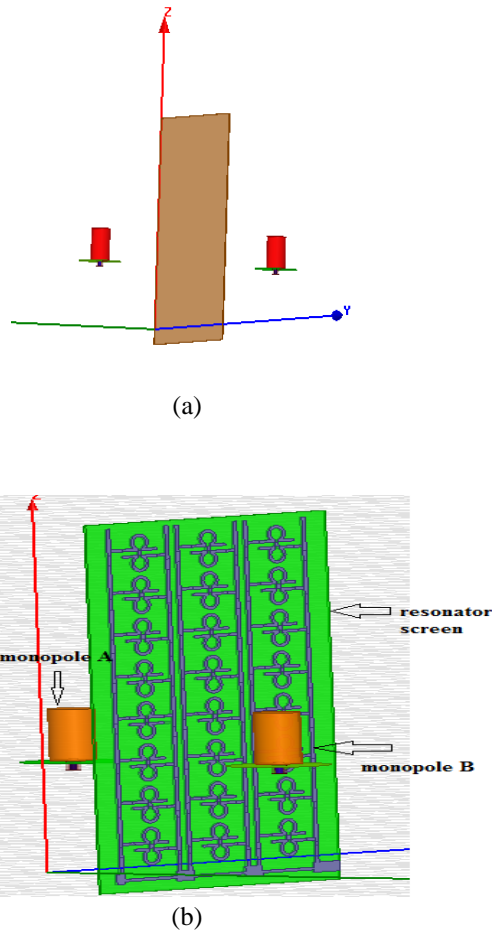 Z
Y
(a)
Z
resonator
screen
monopole A
monopole B
(b)